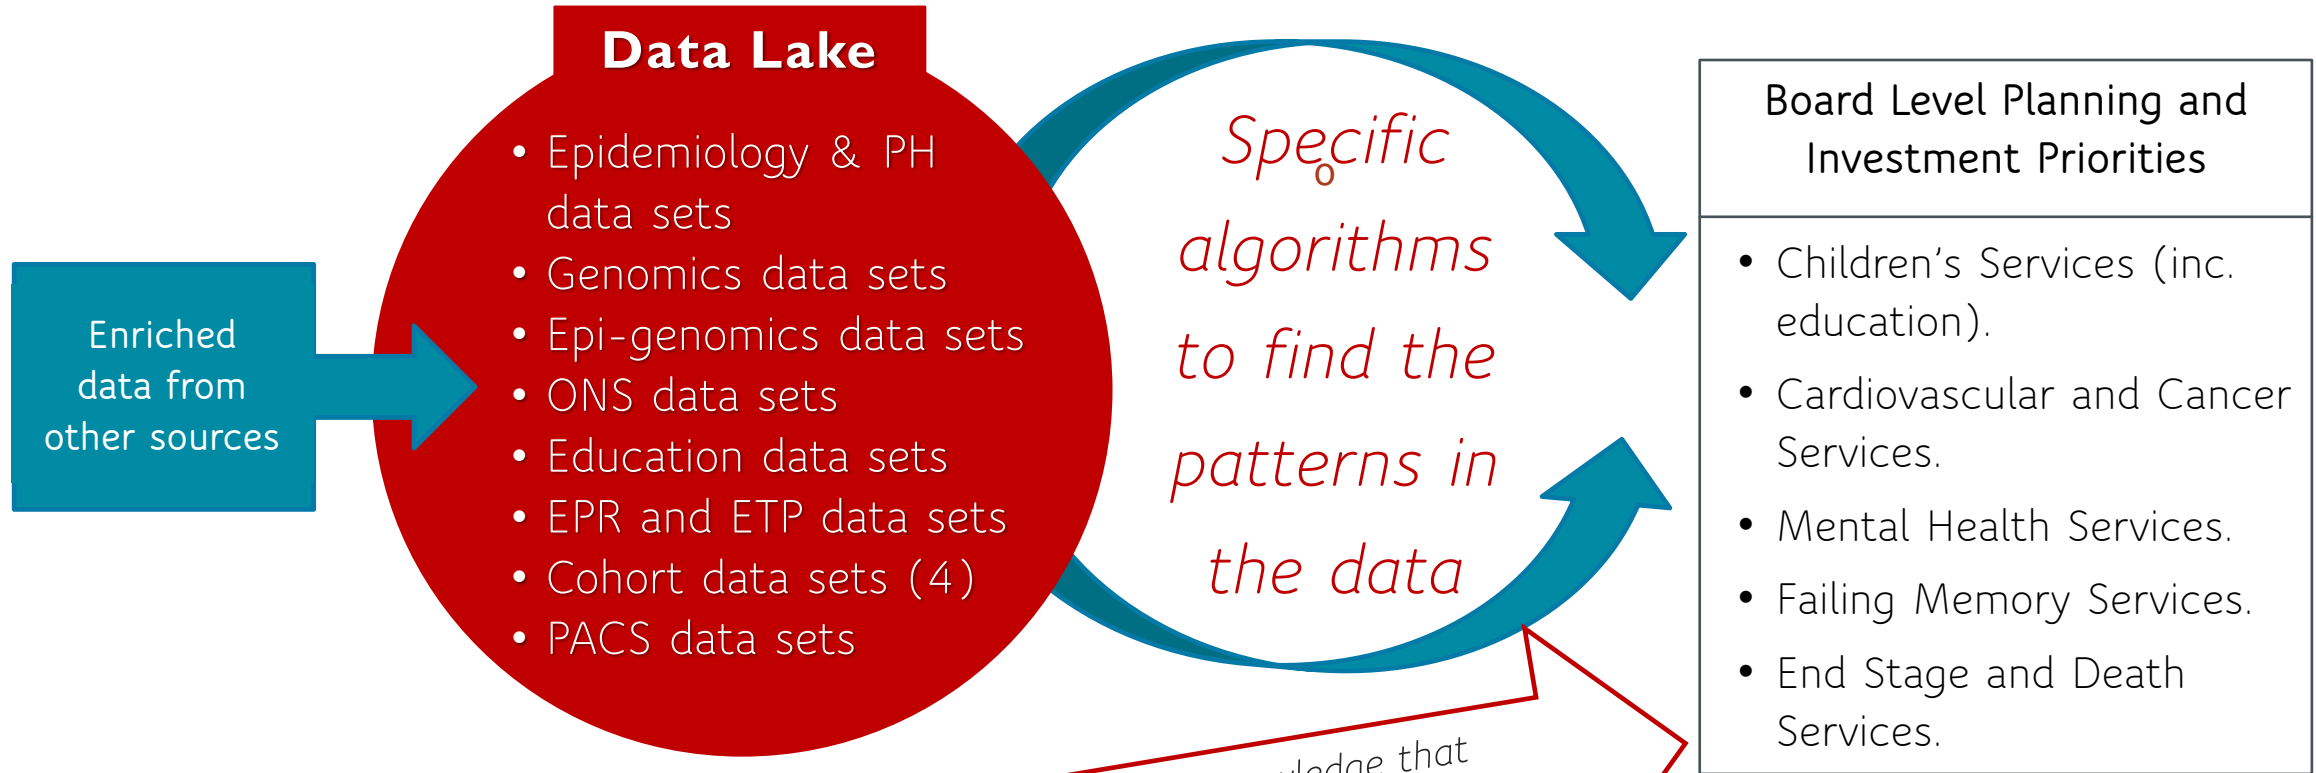 Data Lake
• Epidemiology & PH
data sets
• Genomics data sets
• Epi-genomics data sets
• ONS data sets
• Education data sets
• EPR and ETP data sets
• Cohort data sets (4)
• PACS data sets
Enriched
data from
other sources
Specific
o
algorithms
to find the
patterns in
the data
Board Level Planning and
Investment Priorities
• Children’s Services (inc.
education).
• Cardiovascular and Cancer
Services.
• Mental Health Services.
• Failing Memory Services.
• End Stage and Death
Services.
that